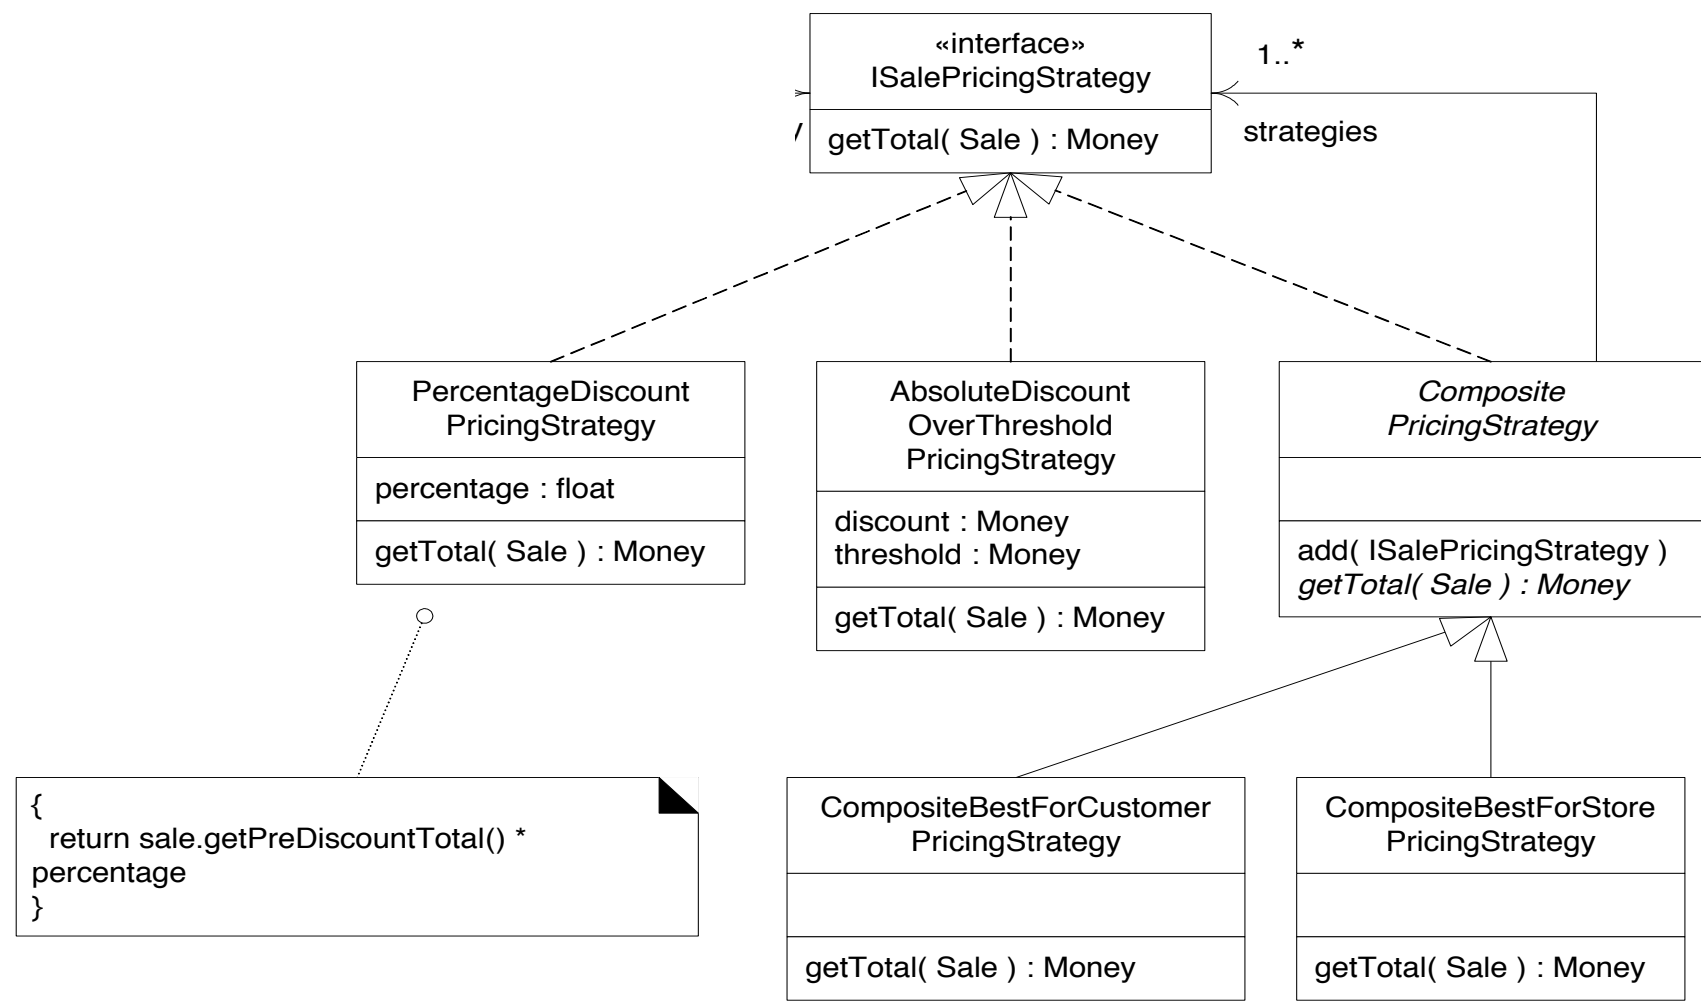 «interface»
ISalePricingStrategy
1..*
getTotal( Sale ) : Money
strategies
PercentageDiscount
PricingStrategy
percentage : float
getTotal( Sale ) : Money
AbsoluteDiscount
OverThreshold
PricingStrategy
discount : Money
threshold : Money
getTotal( Sale ) : Money
Composite
PricingStrategy
add( ISalePricingStrategy )
getTotal( Sale ) : Money
{
return sale.getPreDiscountTotal() *
percentage
}
CompositeBestForCustomer
PricingStrategy
getTotal( Sale ) : Money
CompositeBestForStore
PricingStrategy
getTotal( Sale ) : Money